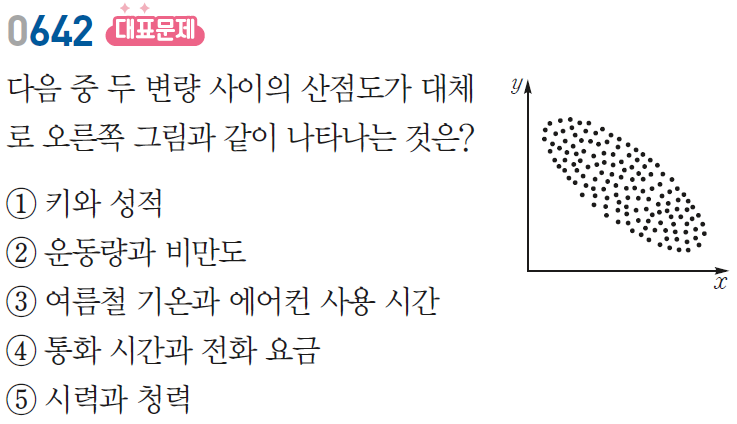 0642 대표문제
다음 중 두 변량 사이의 산점도가 대체
로 오른쪽 그림과 같이 나타나는 것은?
① 키와 성적
② 운동량과 비만도
③ 여름철 기온과 에어컨 사용 시간
④ 통화 시간과 전화 요금
⑤ 시력과 청력
y
x